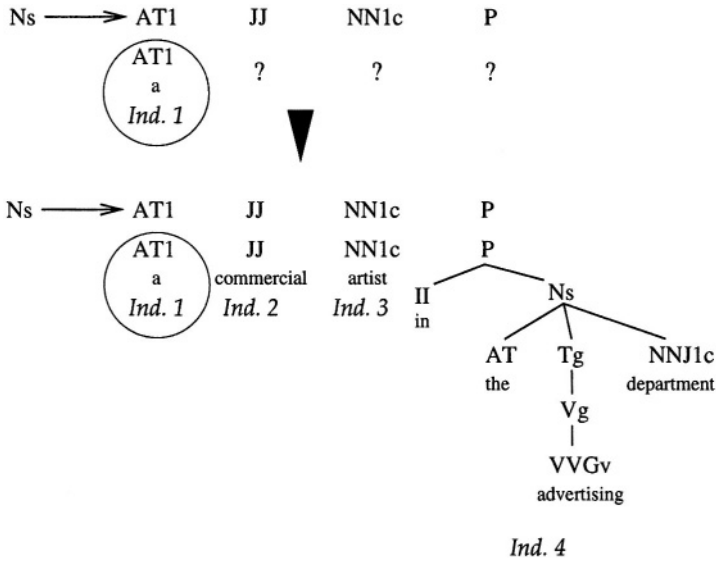 Ns AT1 JJ NN1c P
AT1 ? ? ?
a
Ind. 1
Ns AT1 JJ NN1c P
AT1 JJ NN1c P
a commercial artist
Ind. 1 Ind. 2 Ind. 3
II Ns
in
AT Tg NNJ1c
the department
Vg
VVGv
advertising
Ind. 4